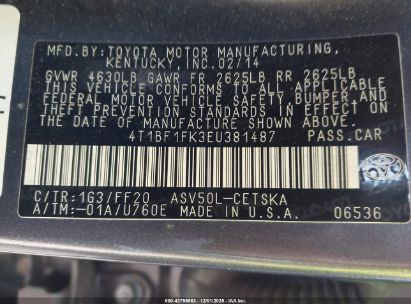 MFD.BY:TOYOTA MOTOR MANUFACTURING,
KENTUCKY,INC.02/14
GVWR 4630LB GAWR FR 2625LB RR 2625LB
THIS VEHICLE CONFORMS TO ALL APPLICABLE
FEDERAL MOTOR VEHICLE SAFETY, BUMPER AND
THEFT PREVENTION STANDARDS IN EFFECT ON
THE DATE OF MANUFACTURE SHOWN ABOVE.
4T1BF1FK3EU381487 PASS.CAR
C/TR:1G3/FF20 ASV50L-CETSKA
A/TM:-01A/U760E MADE IN U.S.A. 06536